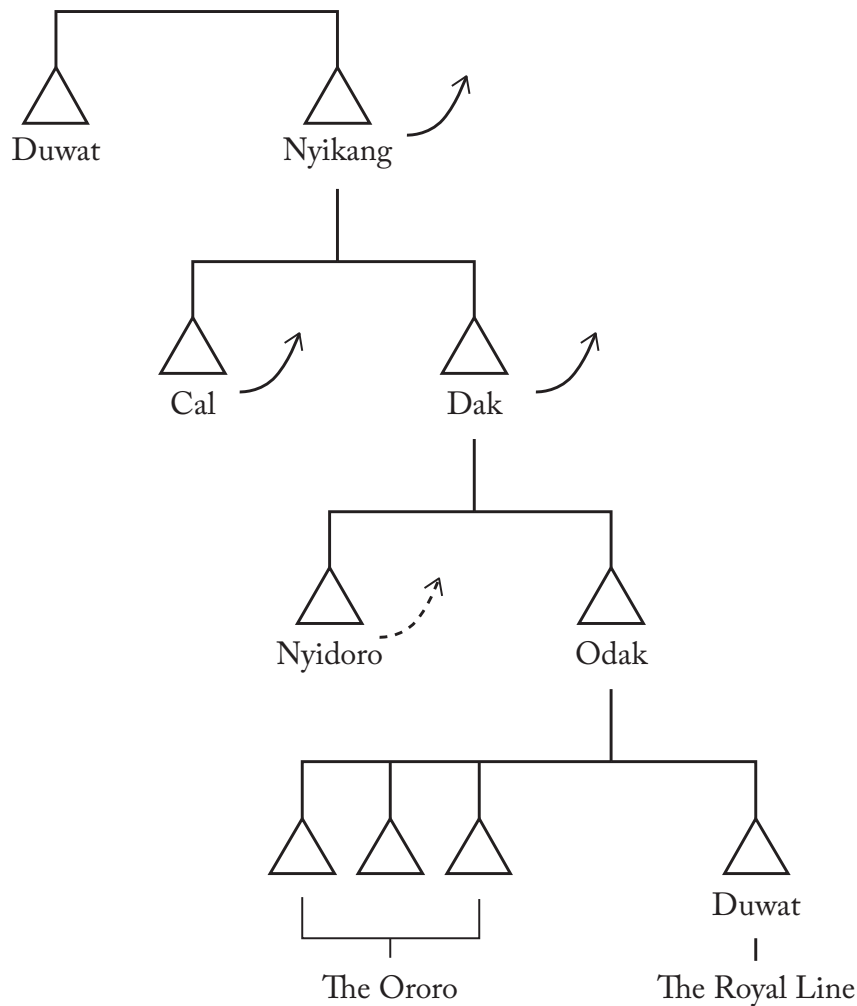 Duwat
Nyikang
Cal
Dak
Nyidoro
Odak
Duwat
The Ororo
The Royal Line